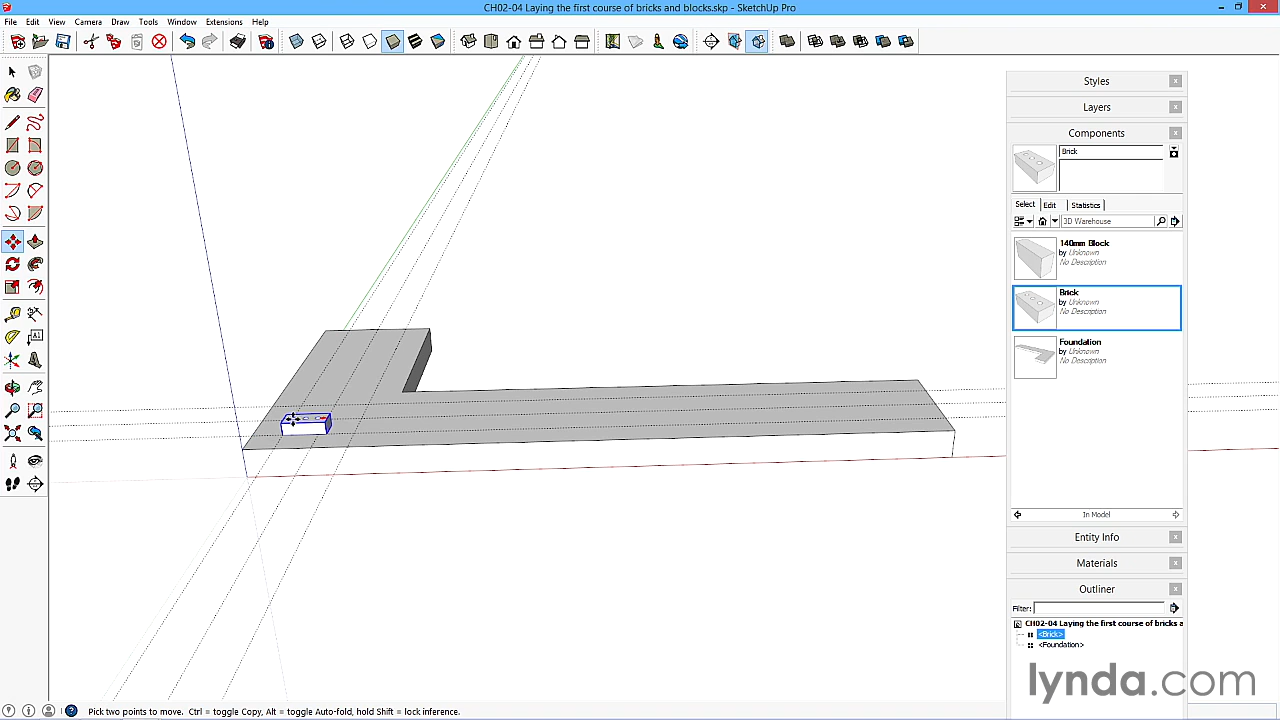 CH02-04 Laying the first course of bricks and blocks.skp - SketchUp Pro
File Edit View Camera Draw Tools Window Extensions Help
Styles
Layers
Components
Brick
Select Edit Statistics
3D Warehouse
140mm Block
by Unknown
No Description
Brick
by Unknown
No Description
Foundation
by Unknown
No Description
In Model
Entity Info
Materials
Outliner
Filter:
CH02-04 Laying the first course of bricks a
<Brick>
<Foundation>
lynda.com
Pick two points to move. Ctrl = toggle Copy, Alt = toggle Auto-fold, hold Shift = lock inference.